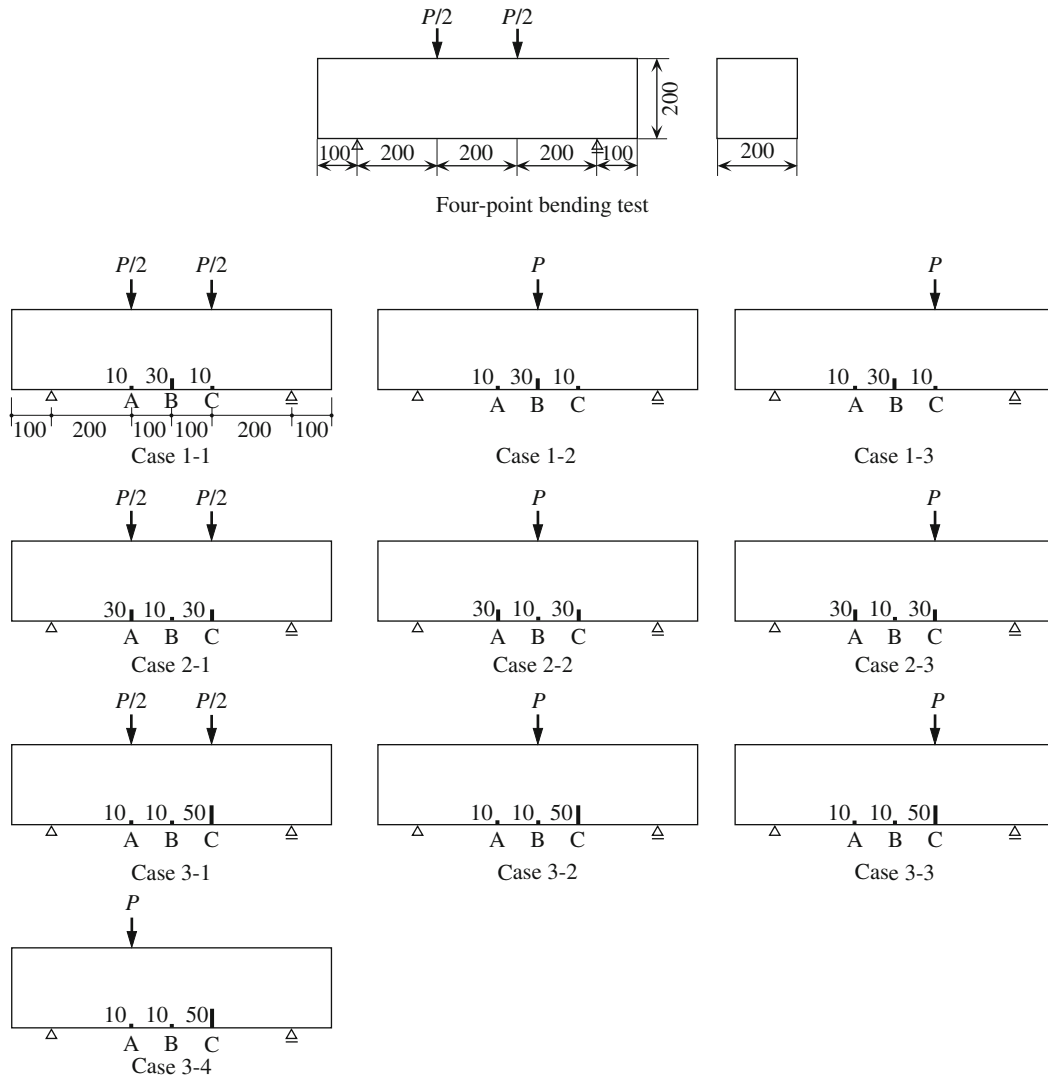 P/2 P/2
200
100 200 200 200 100
200
Four-point bending test
P/2 P/2
P
P
10 30 10
10 30 10
10 30 10
A B C
A B C
A B C
100 200 100 100 200 100
Case 1-1
Case 1-2
Case 1-3
P/2 P/2
P
P
30 10 30
30 10 30
30 10 30
A B C
A B C
A B C
Case 2-1
Case 2-2
Case 2-3
P/2 P/2
P
P
10 10 50
10 10 50
10 10 50
A B C
A B C
A B C
Case 3-1
Case 3-2
Case 3-3
P
10 10 50
A B C
Case 3-4